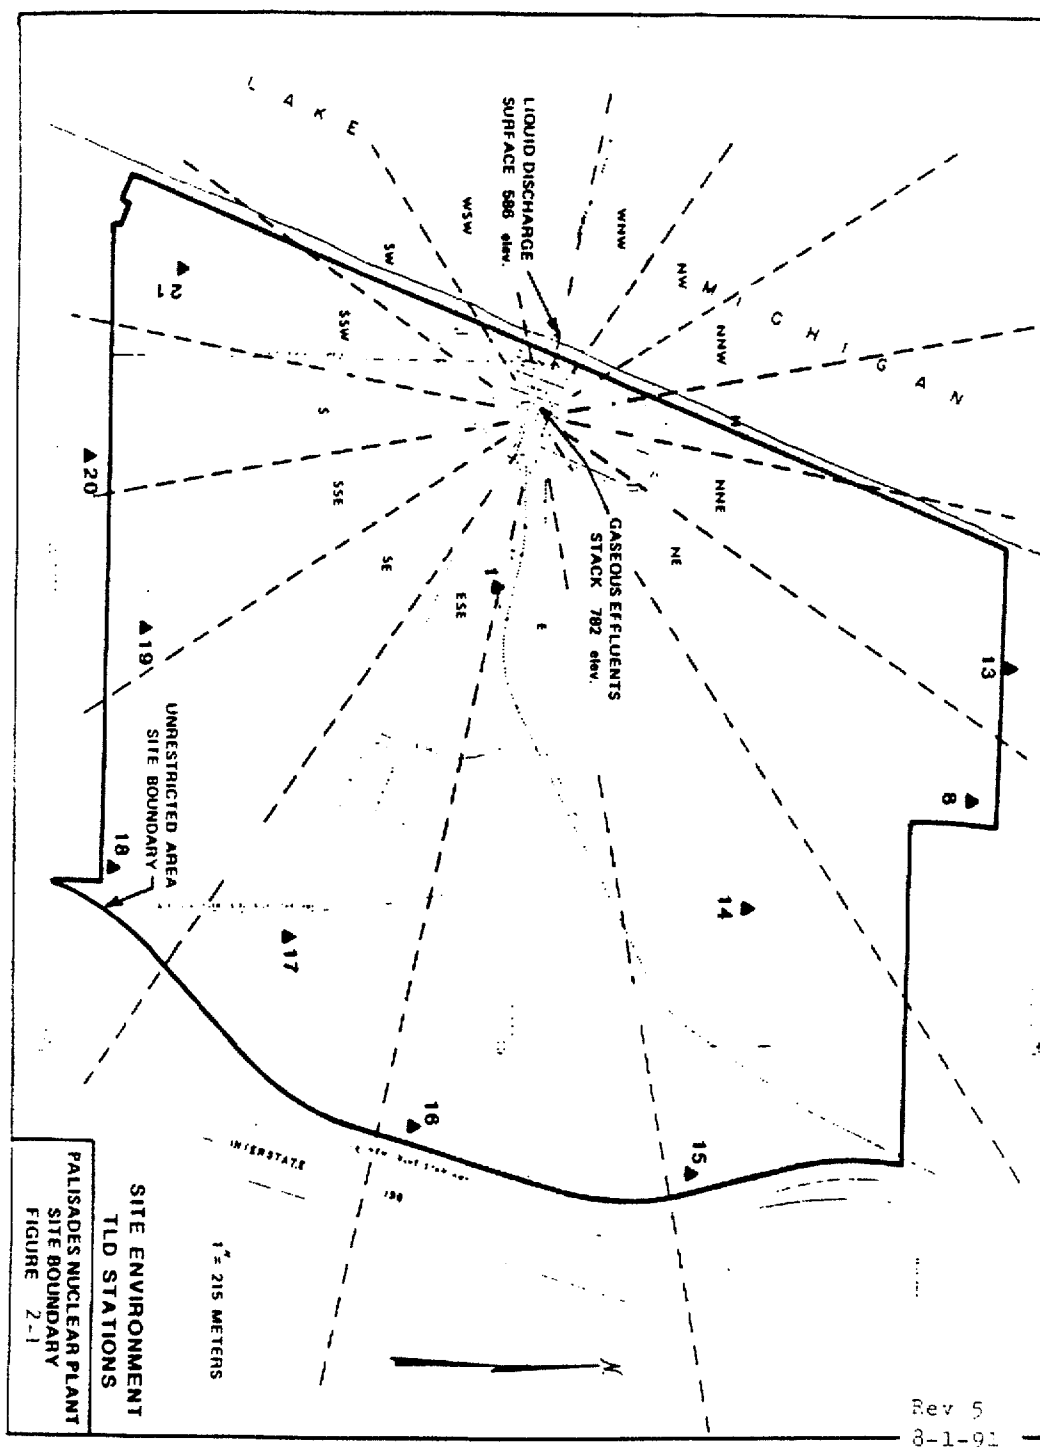 LAKE
MICHIGAN
LIQUID DISCHARGE
SURFACE 586 elev.
WSW
WNW
NW
NNW
N
SW
SSW
S
SSE
SE
ESE
E
NE
NNE
GASEOUS EFFLUENTS
STACK 782 elev.
21
20
19
18
17
16
15
14
13
8
1
UNRESTRICTED AREA
SITE BOUNDARY
INTERSTATE
196
1" = 215 METERS
N
SITE ENVIRONMENT
TLD STATIONS
PALISADES NUCLEAR PLANT
SITE BOUNDARY
FIGURE 2-1
Rev 5
8-1-91